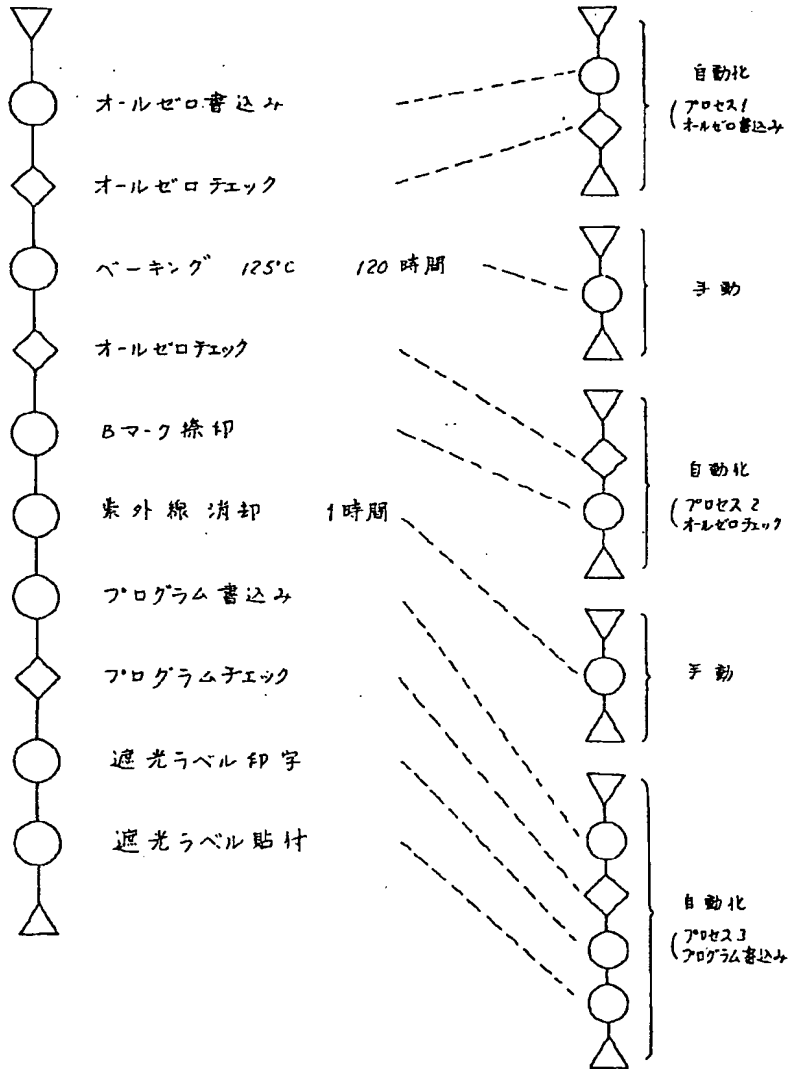 オールゼロ書込み
オールゼロチェック
ベーキング 125℃ 120時間
オールゼロチェック
Bマーク捺印
紫外線消却 1時間
プログラム書込み
プログラムチェック
遮光ラベル印字
遮光ラベル貼付
自動化
(プロセス1
オールゼロ書込み
手動
自動化
(プロセス2
オールゼロチェック
手動
自動化
(プロセス3
プログラム書込み